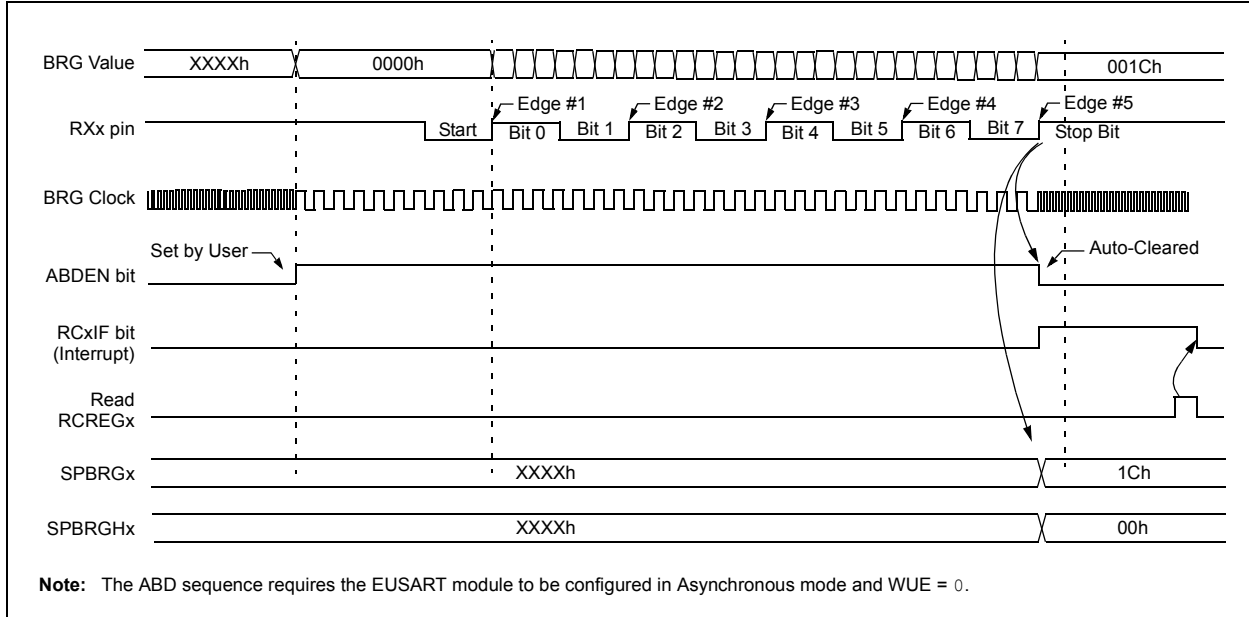 BRG Value XXXXh 0000h 001Ch
Edge #1 Edge #2 Edge #3 Edge #4 Edge #5
RXx pin Start Bit 0 Bit 1 Bit 2 Bit 3 Bit 4 Bit 5 Bit 6 Bit 7 Stop Bit
BRG Clock
Set by User Auto-Cleared
ABDEN bit
RCxIF bit
(Interrupt)
Read
RCREGx
SPBRGx XXXXh 1Ch
SPBRGHx XXXXh 00h
Note: The ABD sequence requires the EUSART module to be configured in Asynchronous mode and WUE = 0.